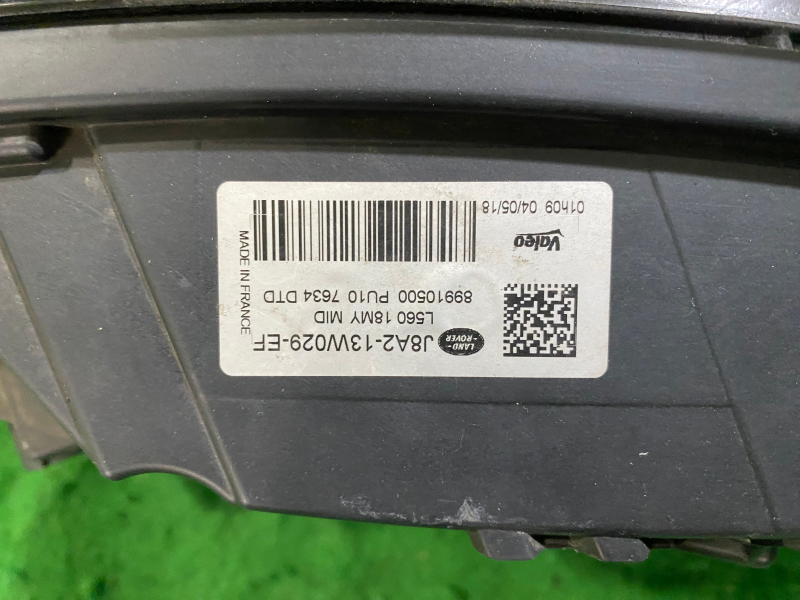 LAND-
-ROVER
J8A2-13W029-EF
L560 18MY MID
89910500 PU10 7634 DTD
MADE IN FRANCE
Valeo
01h09 04/05/18